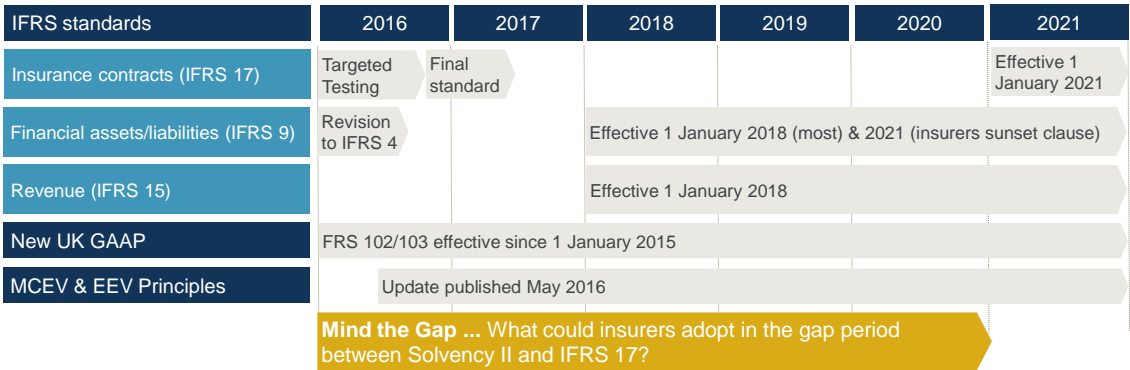 IFRS standards
2016
2017
2018
2019
2020
2021
Insurance contracts (IFRS 17)
Targeted
Testing
Final
standard
Effective 1
January 2021
Financial assets/liabilities (IFRS 9)
Revision
to IFRS 4
Effective 1 January 2018 (most) & 2021 (insurers sunset clause)
Revenue (IFRS 15)
Effective 1 January 2018
New UK GAAP
FRS 102/103 effective since 1 January 2015
MCEV & EEV Principles
Update published May 2016
Mind the Gap ... What could insurers adopt in the gap period
between Solvency II and IFRS 17?